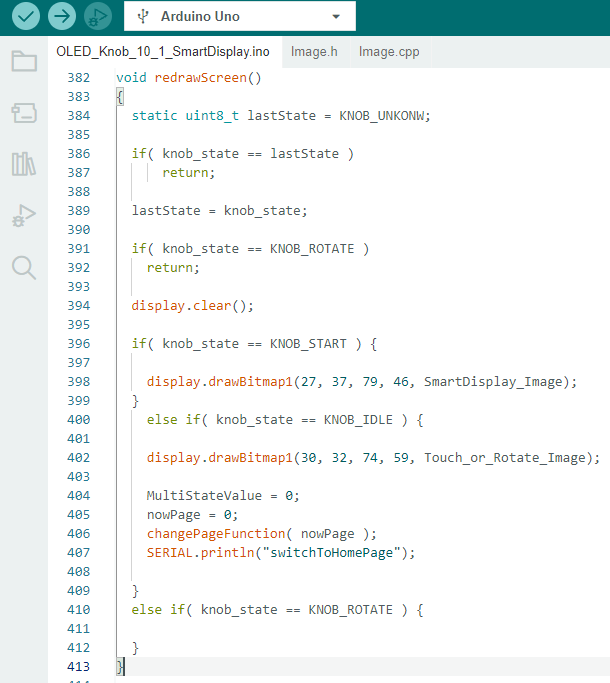 Arduino Uno
OLED_Knob_10_1_SmartDisplay.ino Image.h Image.cpp
382 void redrawScreen()
383 {
384 static uint8_t lastState = KNOB_UNKONW;
385
386 if( knob_state == lastState )
387 return;
388
389 lastState = knob_state;
390
391 if( knob_state == KNOB_ROTATE )
392 return;
393
394 display.clear();
395
396 if( knob_state == KNOB_START ) {
397
398 display.drawBitmap1(27, 37, 79, 46, SmartDisplay_Image);
399 }
400 else if( knob_state == KNOB_IDLE ) {
401
402 display.drawBitmap1(30, 32, 74, 59, Touch_or_Rotate_Image);
403
404 MultiStateValue = 0;
405 nowPage = 0;
406 changePageFunction( nowPage );
407 SERIAL.println("switchToHomePage");
408
409 }
410 else if( knob_state == KNOB_ROTATE ) {
411
412 }
413 }